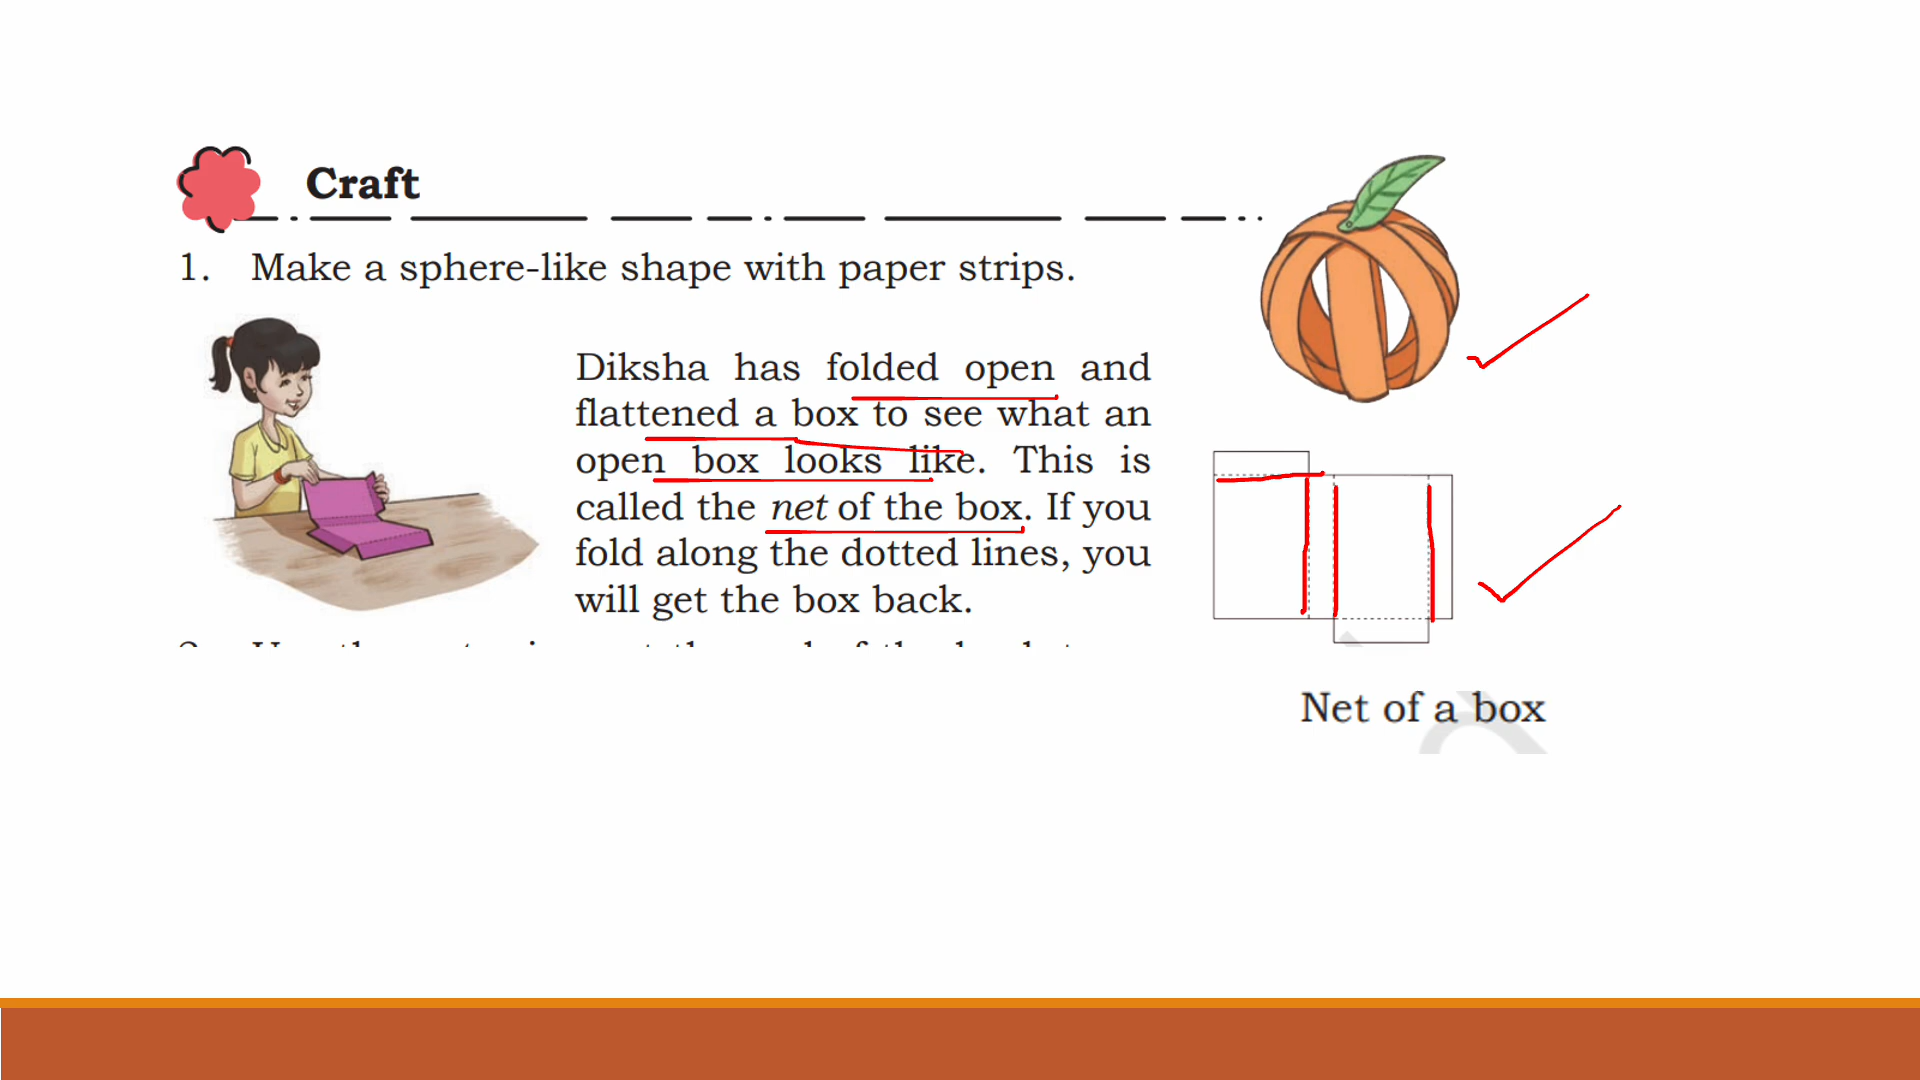 Craft
1. Make a sphere-like shape with paper strips.
Diksha has folded open and
flattened a box to see what an
open box looks like. This is
called the net of the box. If you
fold along the dotted lines, you
will get the box back.
Net of a box